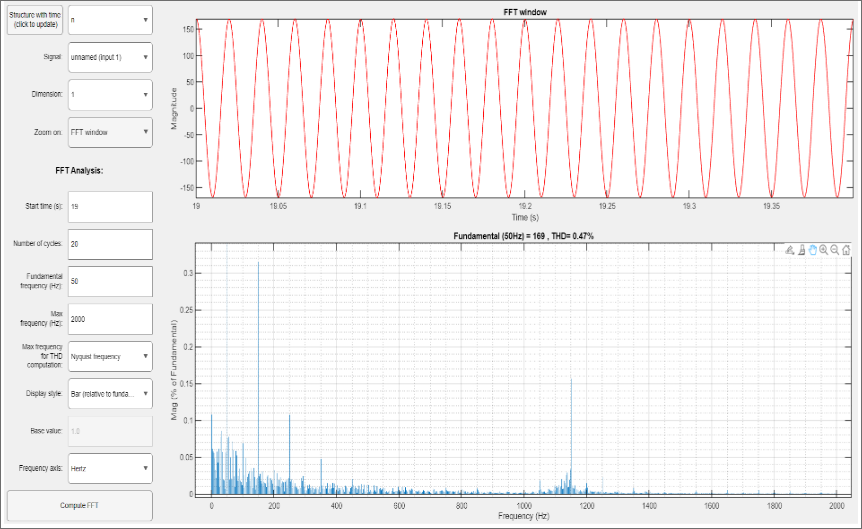 Structure with time
(click to update)
n
Signal:
unnamed (input 1)
Dimension:
1
Zoom on:
FFT window
FFT Analysis:
Start time (s):
19
Number of cycles:
20
Fundamental
frequency (Hz):
50
Max
frequency (Hz):
2000
Max frequency
for THD
computation:
Nyquist frequency
Display style:
Bar (relative to funda...
Base value:
1.0
Frequency axis:
Hertz
Compute FFT
FFT window
Magnitude
150
100
50
0
-50
-100
-150
19
19.05
19.1
19.15
19.2
19.25
19.3
19.35
Time (s)
Fundamental (50Hz) = 169 , THD= 0.47%
Mag (% of Fundamental)
0.3
0.25
0.2
0.15
0.1
0.05
0
0
200
400
600
800
1000
1200
1400
1600
1800
2000
Frequency (Hz)